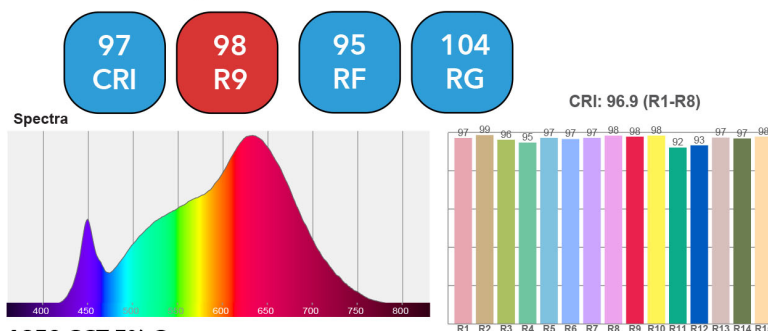 97
CRI
98
R9
95
RF
104
RG
Spectra
CRI: 96.9 (R1-R8)
97 99 96 95 97 97 97 98 98 98 92 93 97 97 98
400 450 500 550 600 650 700 750 800
R1 R2 R3 R4 R5 R6 R7 R8 R9 R10 R11 R12 R13 R14